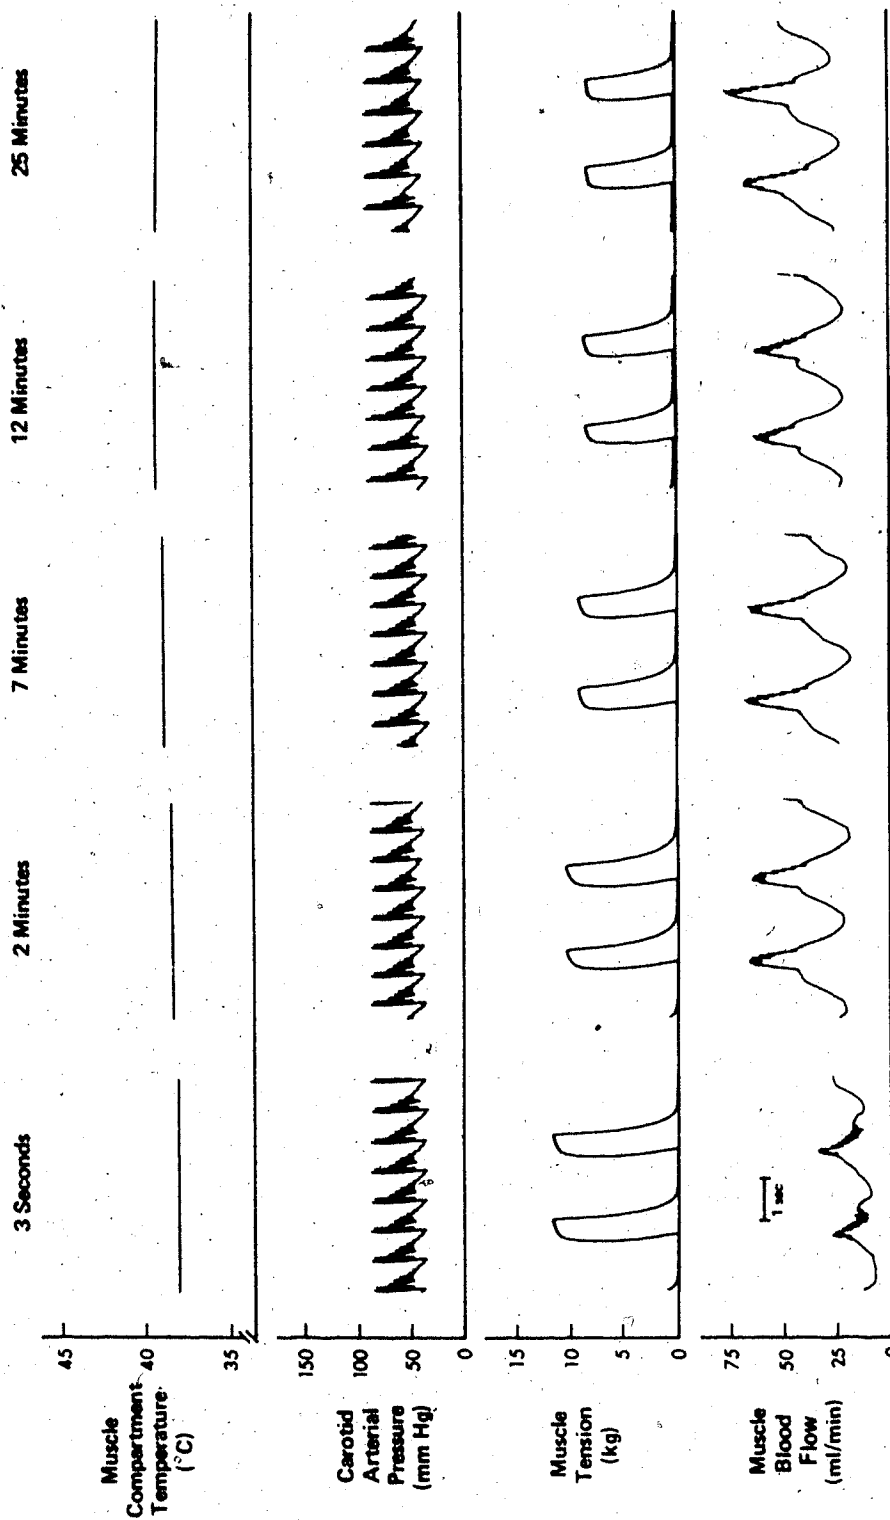 3 Seconds
2 Minutes
7 Minutes
12 Minutes
25 Minutes
Muscle
Compartment
Temperature
(°C)
45
40
35
Carotid
Arterial
Pressure
(mm Hg)
150
100
50
0
Muscle
Tension
(kg)
15
10
5
0
Muscle
Blood
Flow
(ml/min)
75
50
25
0
1 sec